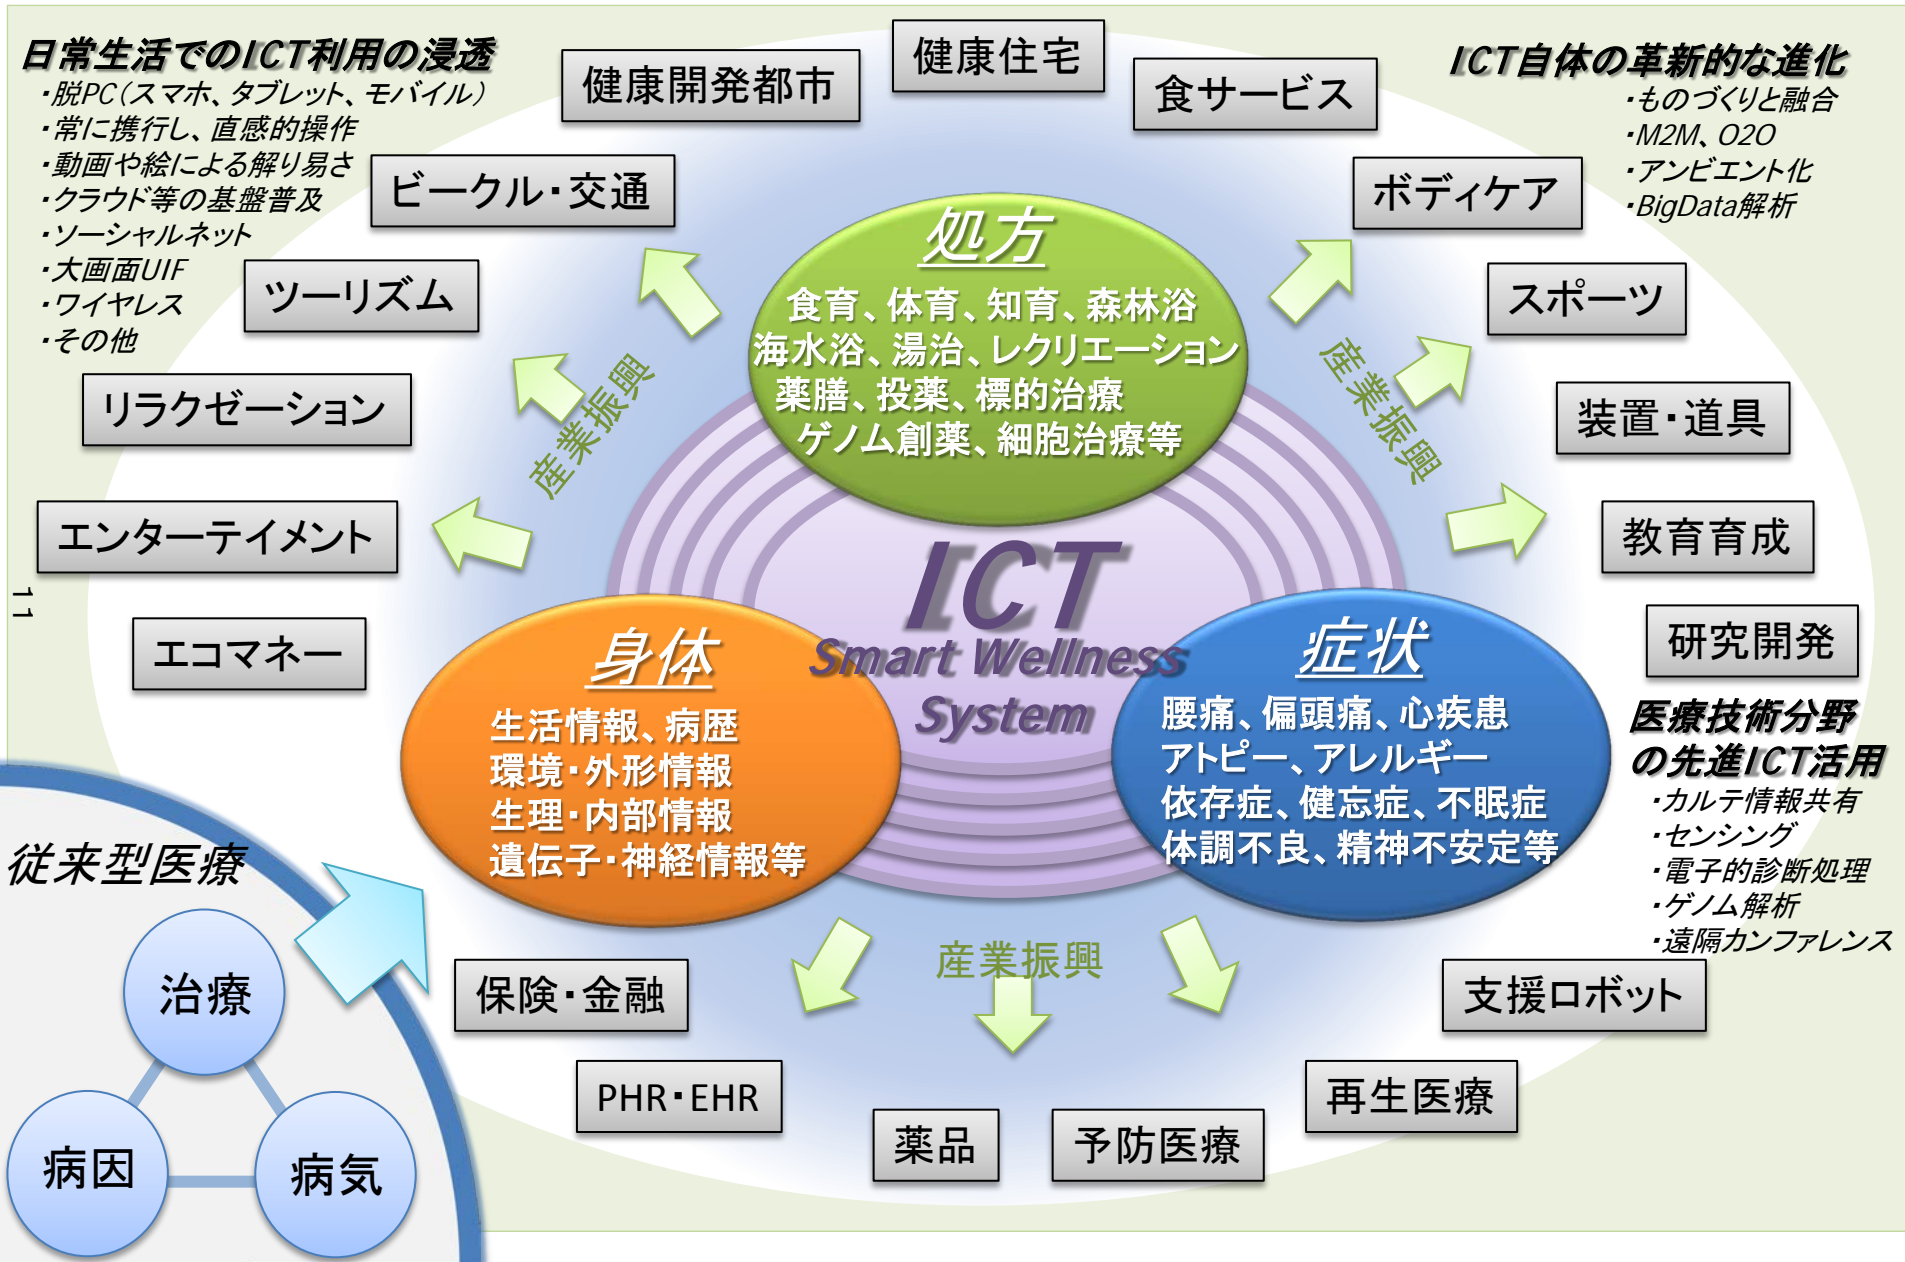 日常生活でのICT利用の浸透
・脱PC（スマホ、タブレット、モバイル）
・常に携行し、直感的操作
・動画や絵による解り易さ
・クラウド等の基盤普及
・ソーシャルネット
・大画面UIF
・ワイヤレス
・その他
ICT自体の革新的な進化
・ものづくりと融合
・M2M、O2O
・アンビエント化
・BigData解析
健康住宅
健康開発都市
食サービス
ビークル・交通
ボディケア
ツーリズム
スポーツ
リラクゼーション
装置・道具
エンターテイメント
教育育成
エコマネー
研究開発
産業振興
産業振興
処方
食育、体育、知育、森林浴
海水浴、湯治、レクリエーション
薬膳、投薬、標的治療
ゲノム創薬、細胞治療等
ICT
Smart Wellness
System
身体
生活情報、病歴
環境・外形情報
生理・内部情報
遺伝子・神経情報等
症状
腰痛、偏頭痛、心疾患
アトピー、アレルギー
依存症、健忘症、不眠症
体調不良、精神不安定等
医療技術分野
の先進ICT活用
・カルテ情報共有
・センシング
・電子的診断処理
・ゲノム解析
・遠隔カンファレンス
11
従来型医療
治療
病因
病気
産業振興
保険・金融
支援ロボット
PHR・EHR
再生医療
薬品
予防医療